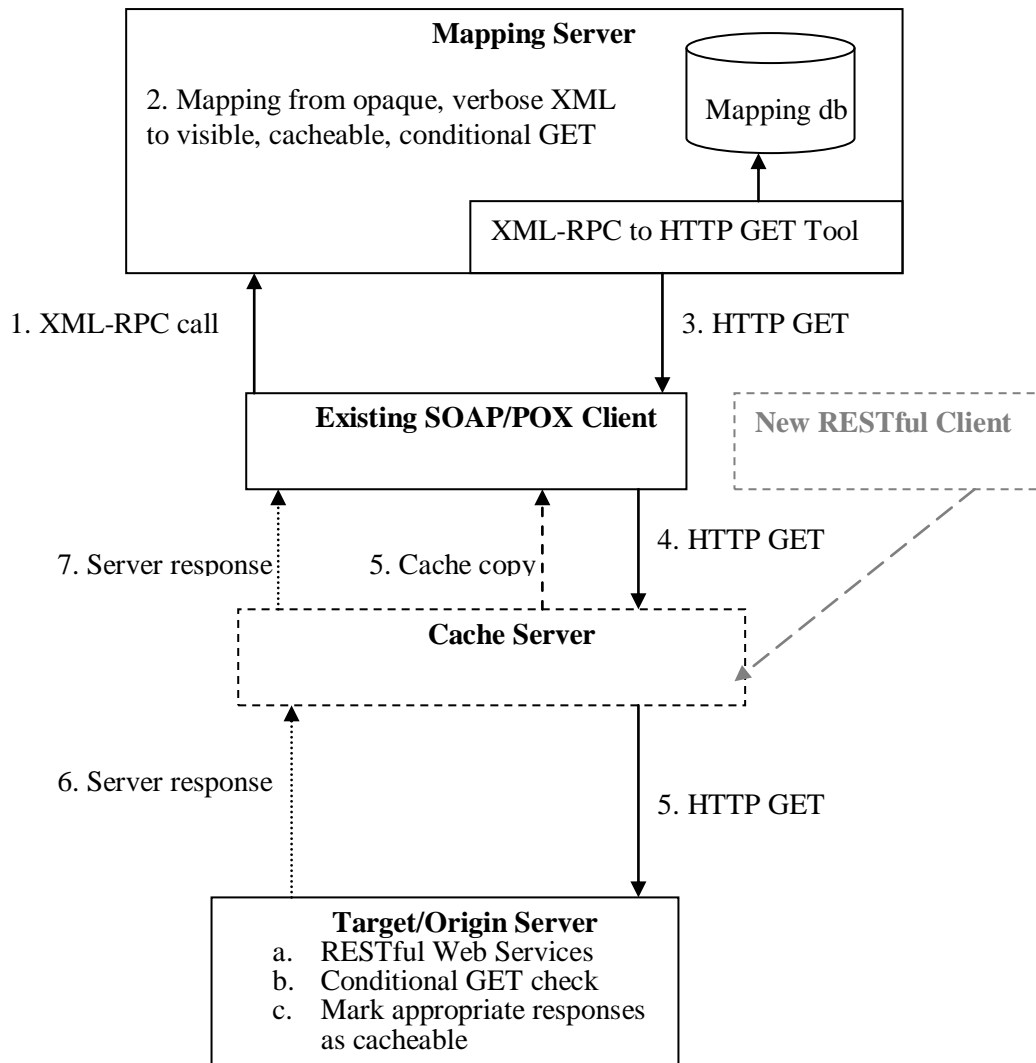 Mapping Server
2. Mapping from opaque, verbose XML
to visible, cacheable, conditional GET
Mapping db
XML-RPC to HTTP GET Tool
1. XML-RPC call
3. HTTP GET
Existing SOAP/POX Client
New RESTful Client
4. HTTP GET
7. Server response
5. Cache copy
Cache Server
6. Server response
5. HTTP GET
Target/Origin Server
a. RESTful Web Services
b. Conditional GET check
c. Mark appropriate responses
as cacheable